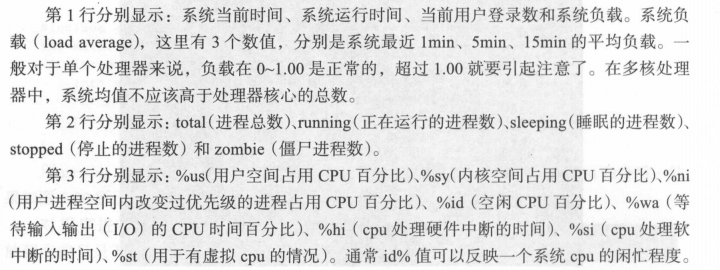 第 1 行分别显示：系统当前时间、系统运行时间、当前用户登录数和系统负载。系统负
载（load average），这里有 3 个数值，分别是系统最近 1min、5min、15min 的平均负载。一
般对于单个处理器来说，负载在 0~1.00 是正常的，超过 1.00 就要引起注意了。在多核处理
器中，系统均值不应该高于处理器核心的总数。
第 2 行分别显示：total（进程总数）、running（正在运行的进程数）、sleeping（睡眠的进程数）、
stopped（停止的进程数）和 zombie（僵尸进程数）。
第 3 行分别显示：%us（用户空间占用 CPU 百分比）、%sy（内核空间占用 CPU 百分比）、%ni
（用户进程空间内改变过优先级的进程占用 CPU 百分比）、%id（空闲 CPU 百分比）、%wa（等
待输入输出（I/O）的 CPU 时间百分比）、%hi（cpu 处理硬件中断的时间）、%si（cpu 处理软
中断的时间）、%st（用于有虚拟 cpu 的情况）。通常 id% 值可以反映一个系统 cpu 的闲忙程度。